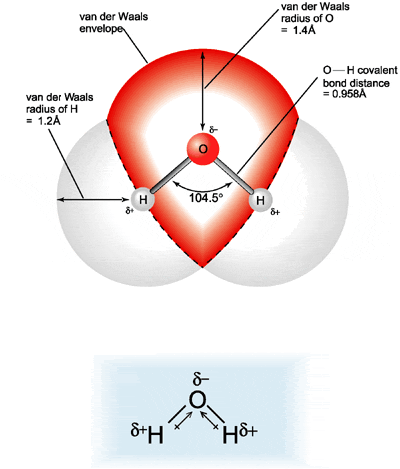 van der Waals
envelope
van der Waals
radius of O
= 1.4Å
O—H covalent
bond distance
= 0.958Å
van der Waals
radius of H
= 1.2Å
δ–
O
H
H
δ+
δ+
104.5°
δ–
O
δ+H
Hδ+